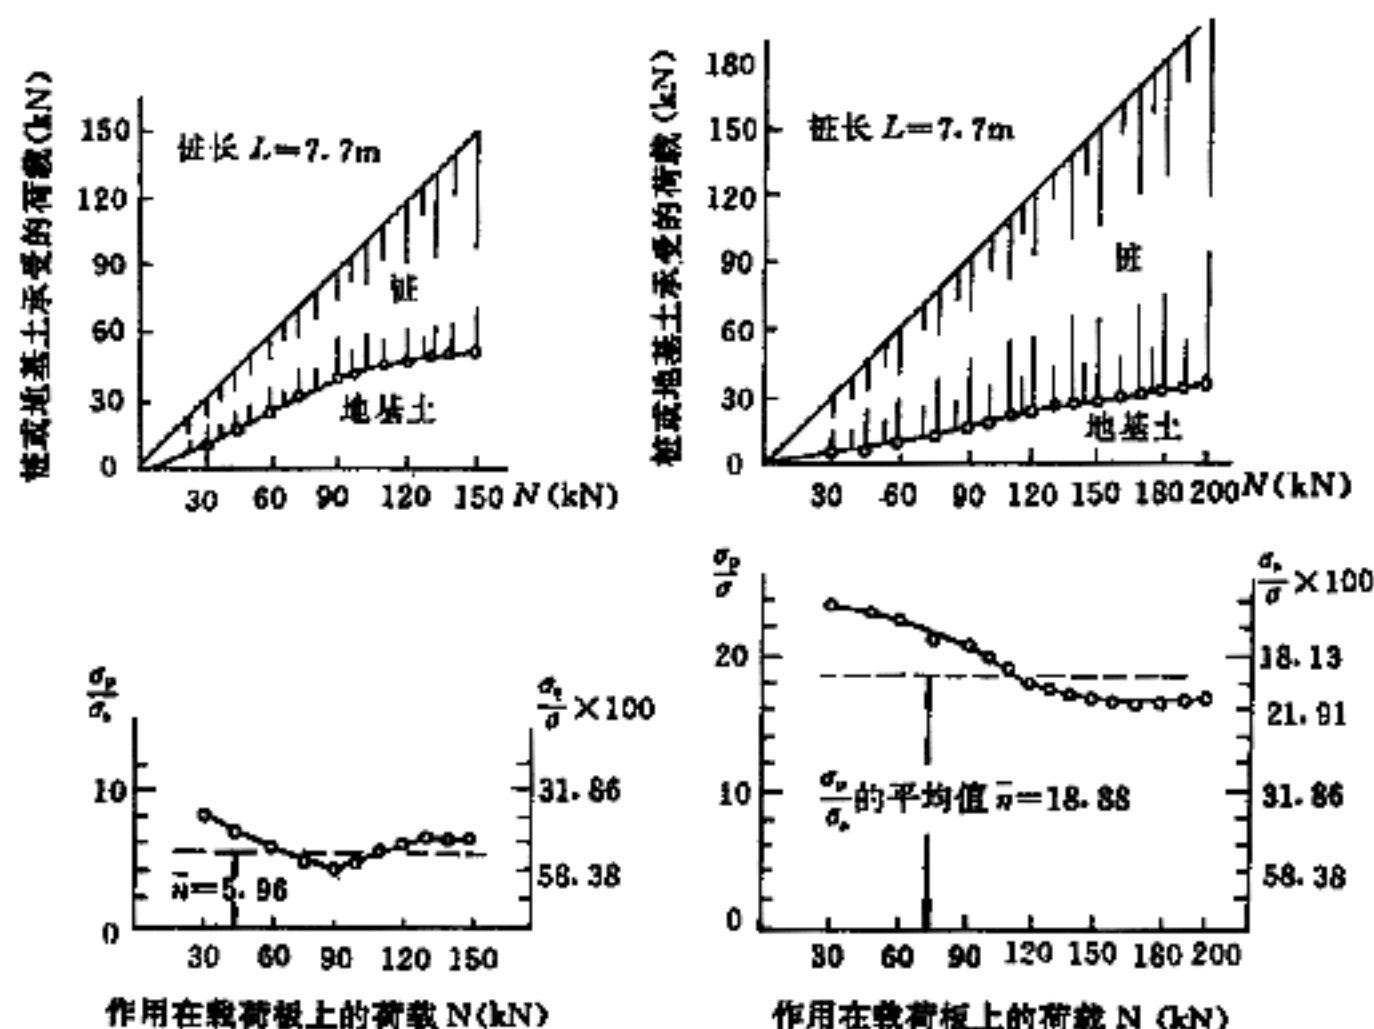 桩或地基土承受的荷载(kN)
150
120
90
60
30
0
桩长 L=7.7m
桩
地基土
30 60 90 120 150 N(kN)
桩或地基土承受的荷载(kN)
180
150
120
90
60
30
0
桩长 L=7.7m
桩
地基土
30 60 90 120 150 180 200 N(kN)
σp/σs
10
0
n̄=5.96
σs/σ ×100
31.86
58.38
30 60 90 120 150
作用在载荷板上的荷载 N(kN)
σp/σ
20
10
0
σp/σs的平均值 n̄=18.88
σs/σ ×100
18.13
21.91
31.86
58.38
30 60 90 120 150 180 200
作用在载荷板上的荷载 N (kN)